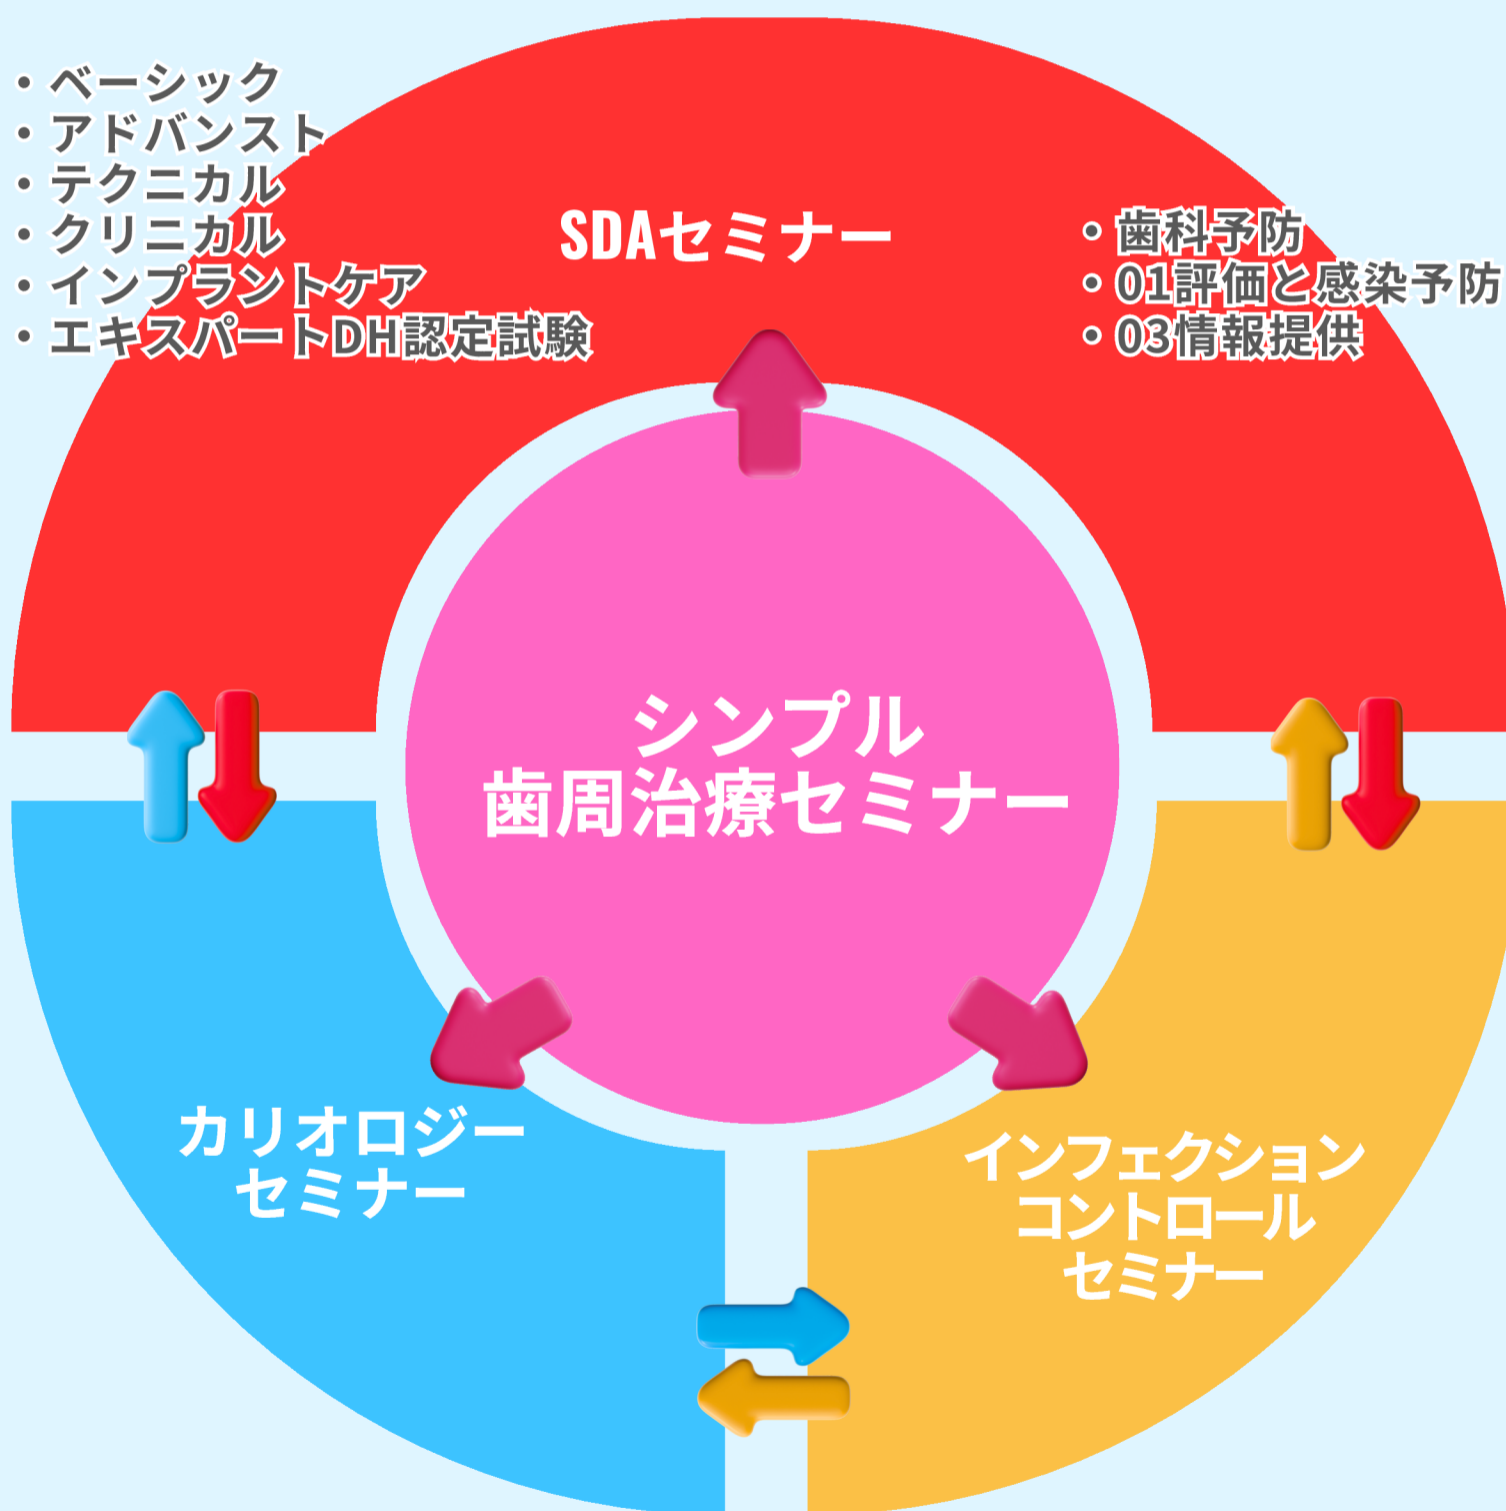 ・ベーシック
・アドバンスト
・テクニカル
・クリニカル
・インプラントケア
・エキスパートDH認定試験
SDAセミナー
・歯科予防
・01評価と感染予防
・03情報提供
シンプル
歯周治療セミナー
カリオロジー
セミナー
インフェクション
コントロール
セミナー